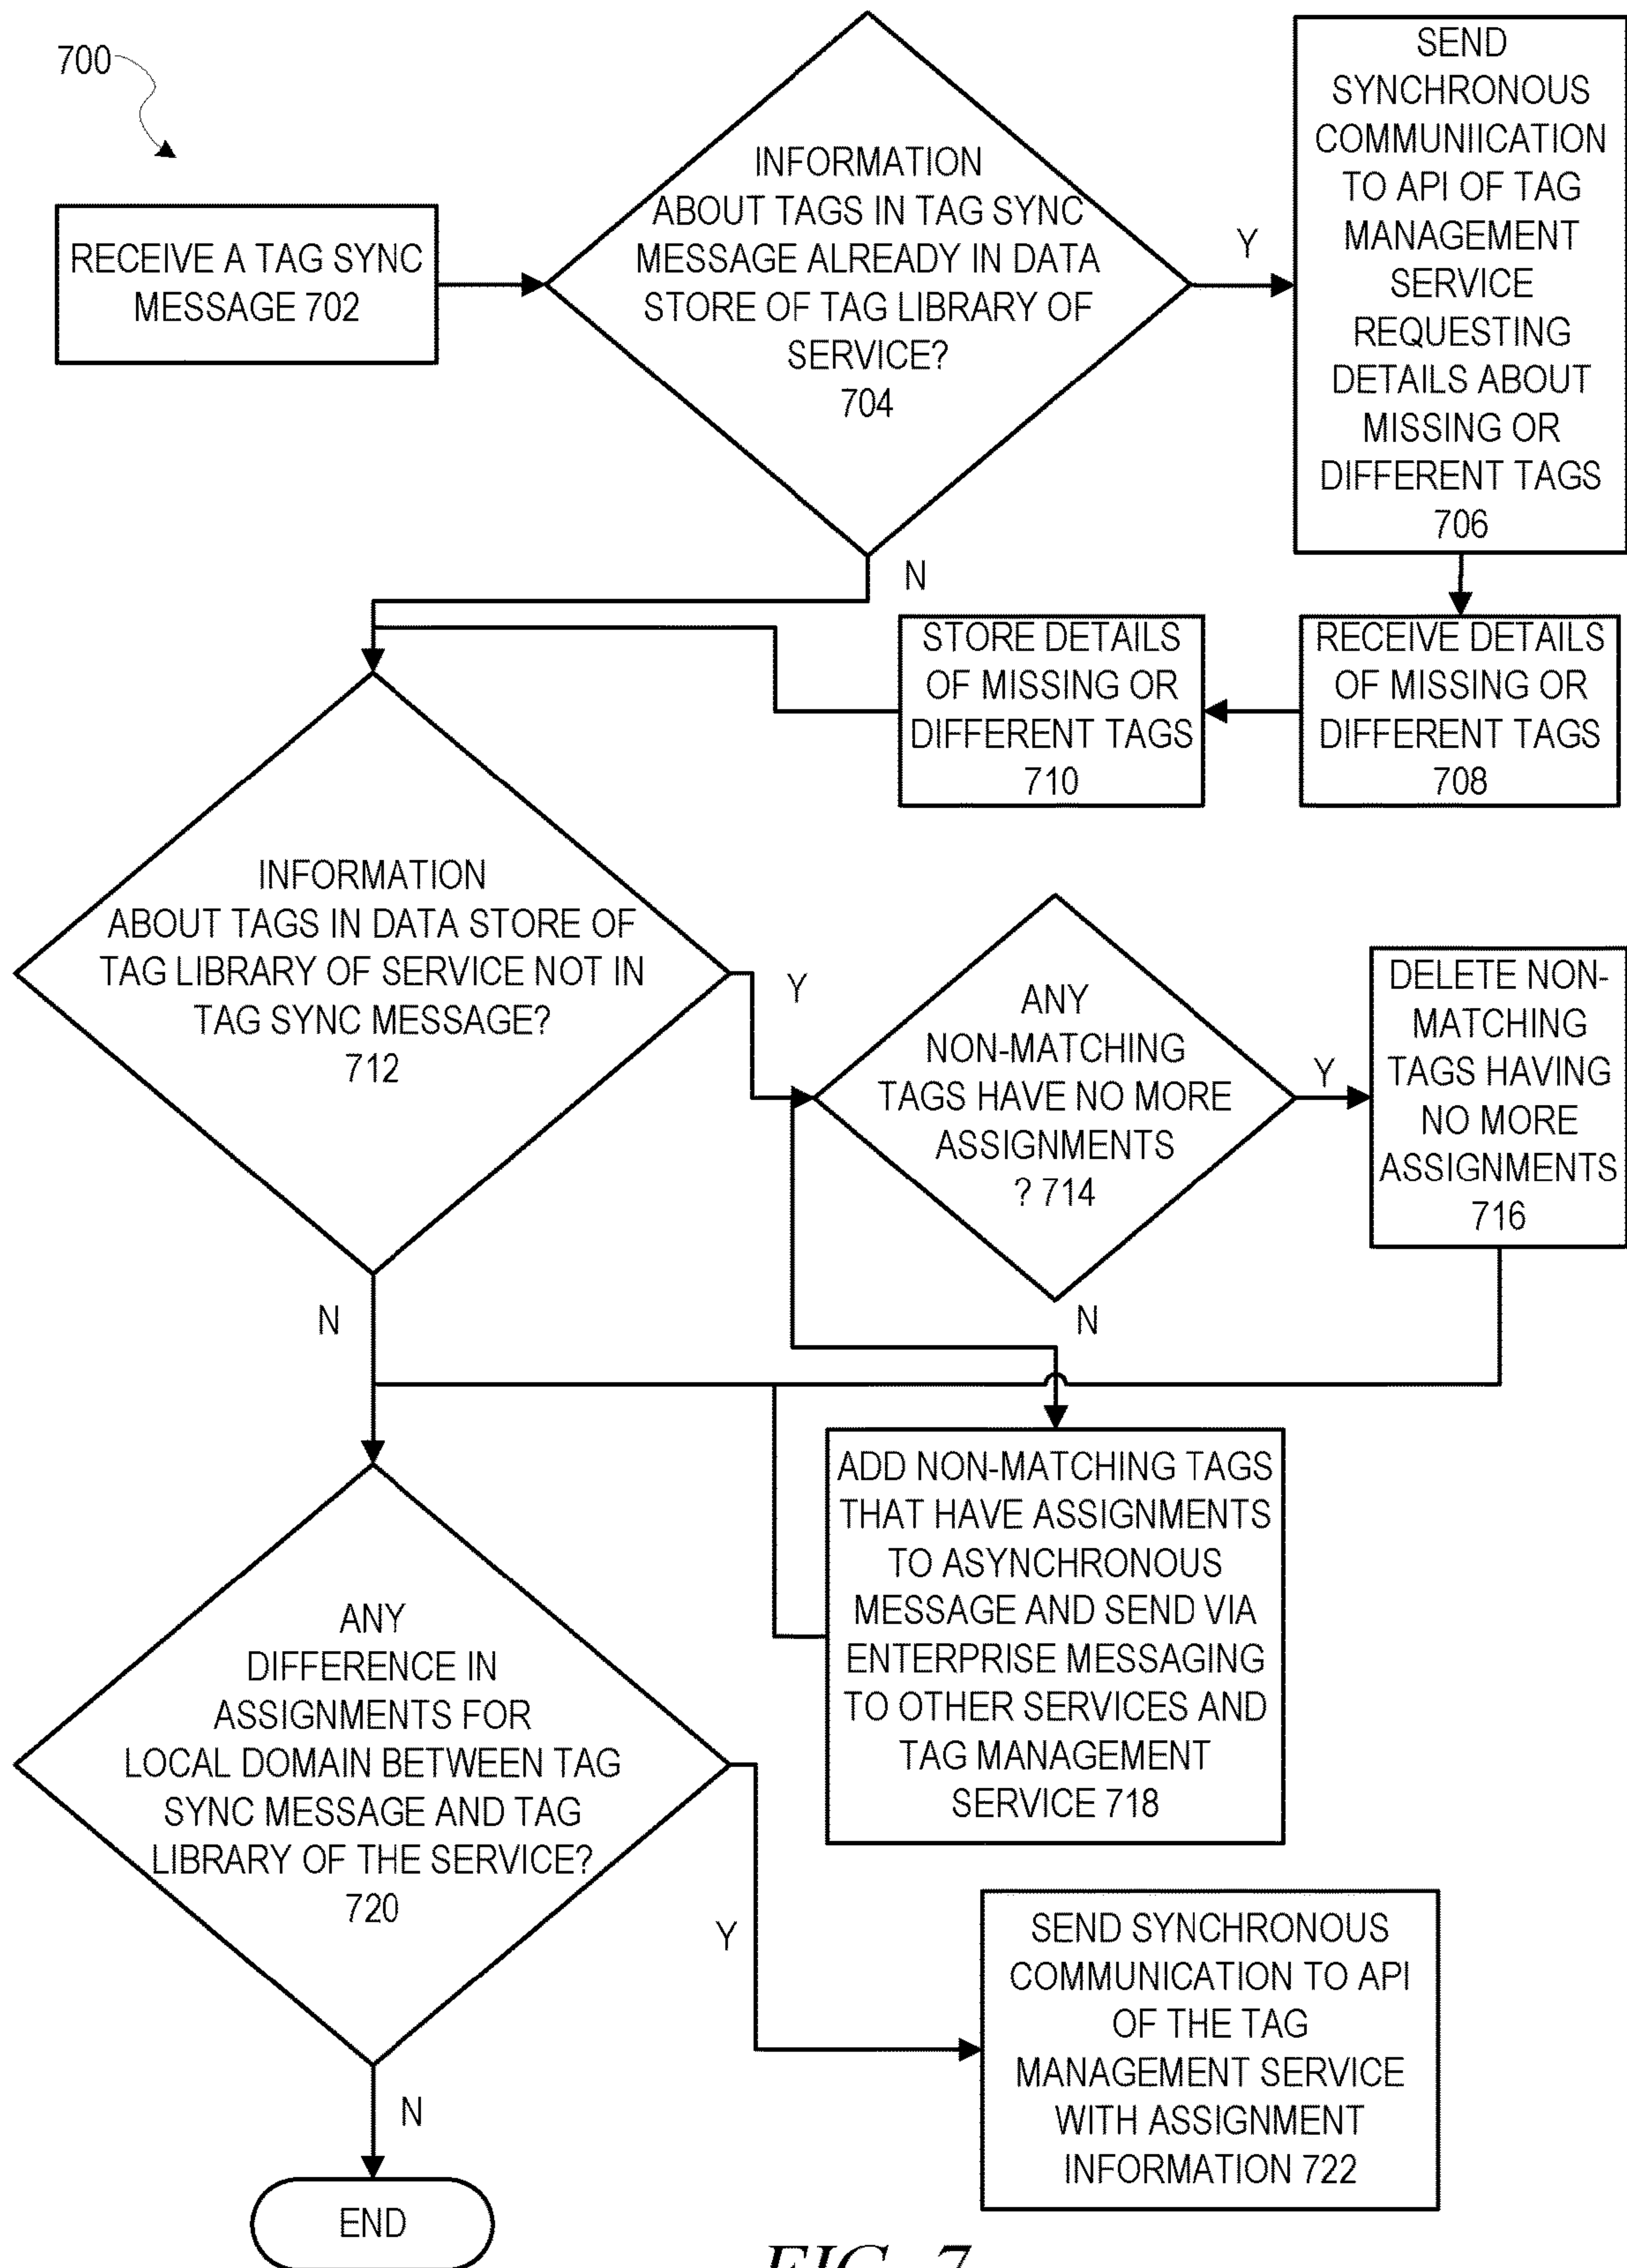 700
RECEIVE A TAG SYNC
MESSAGE 702
INFORMATION
ABOUT TAGS IN TAG SYNC
MESSAGE ALREADY IN DATA
STORE OF TAG LIBRARY OF
SERVICE?
704
Y
N
SEND
SYNCHRONOUS
COMMUNIICATION
TO API OF TAG
MANAGEMENT
SERVICE
REQUESTING
DETAILS ABOUT
MISSING OR
DIFFERENT TAGS
706
RECEIVE DETAILS
OF MISSING OR
DIFFERENT TAGS
708
STORE DETAILS
OF MISSING OR
DIFFERENT TAGS
710
INFORMATION
ABOUT TAGS IN DATA STORE OF
TAG LIBRARY OF SERVICE NOT IN
TAG SYNC MESSAGE?
712
Y
N
ANY
NON-MATCHING
TAGS HAVE NO MORE
ASSIGNMENTS
? 714
Y
N
DELETE NON-
MATCHING
TAGS HAVING
NO MORE
ASSIGNMENTS
716
ADD NON-MATCHING TAGS
THAT HAVE ASSIGNMENTS
TO ASYNCHRONOUS
MESSAGE AND SEND VIA
ENTERPRISE MESSAGING
TO OTHER SERVICES AND
TAG MANAGEMENT
SERVICE 718
ANY
DIFFERENCE IN
ASSIGNMENTS FOR
LOCAL DOMAIN BETWEEN TAG
SYNC MESSAGE AND TAG
LIBRARY OF THE SERVICE?
720
Y
N
SEND SYNCHRONOUS
COMMUNICATION TO API
OF THE TAG
MANAGEMENT SERVICE
WITH ASSIGNMENT
INFORMATION 722
END
FIG. 7